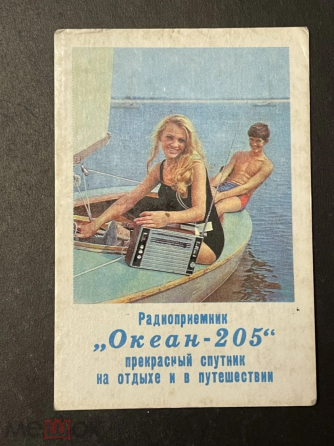 Радиоприемник
„Океан-205“
прекрасный спутник
на отдыхе и в путешествии